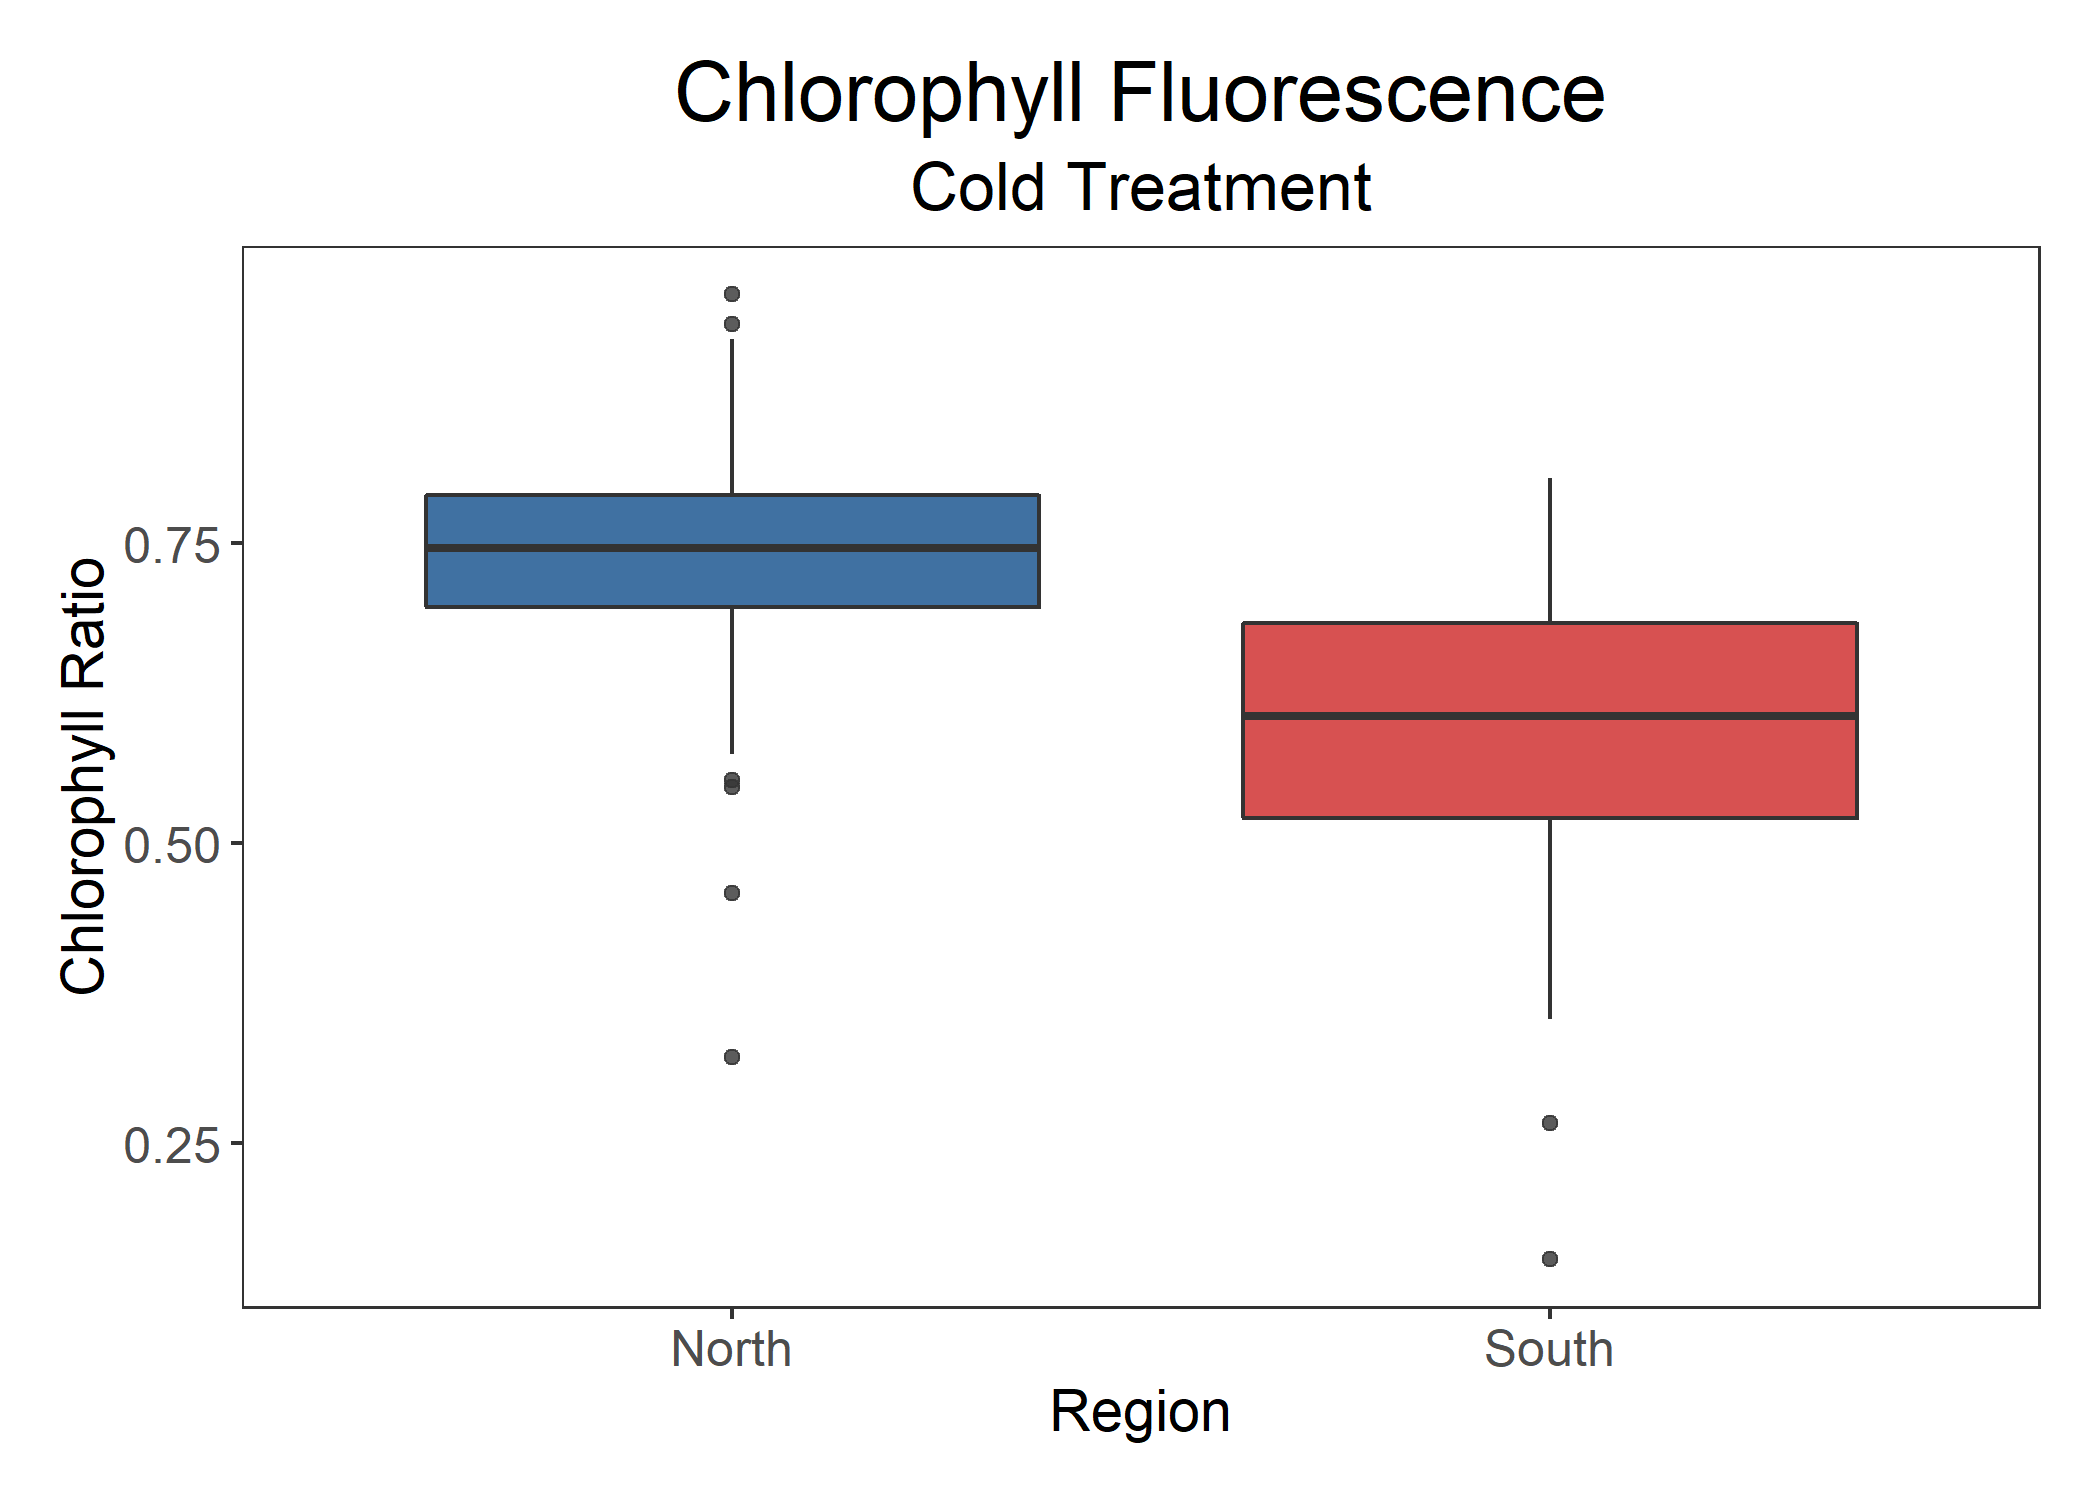 Chlorophyll Fluorescence
Cold Treatment
Chlorophyll Ratio
0.75
0.50
0.25
North
South
Region